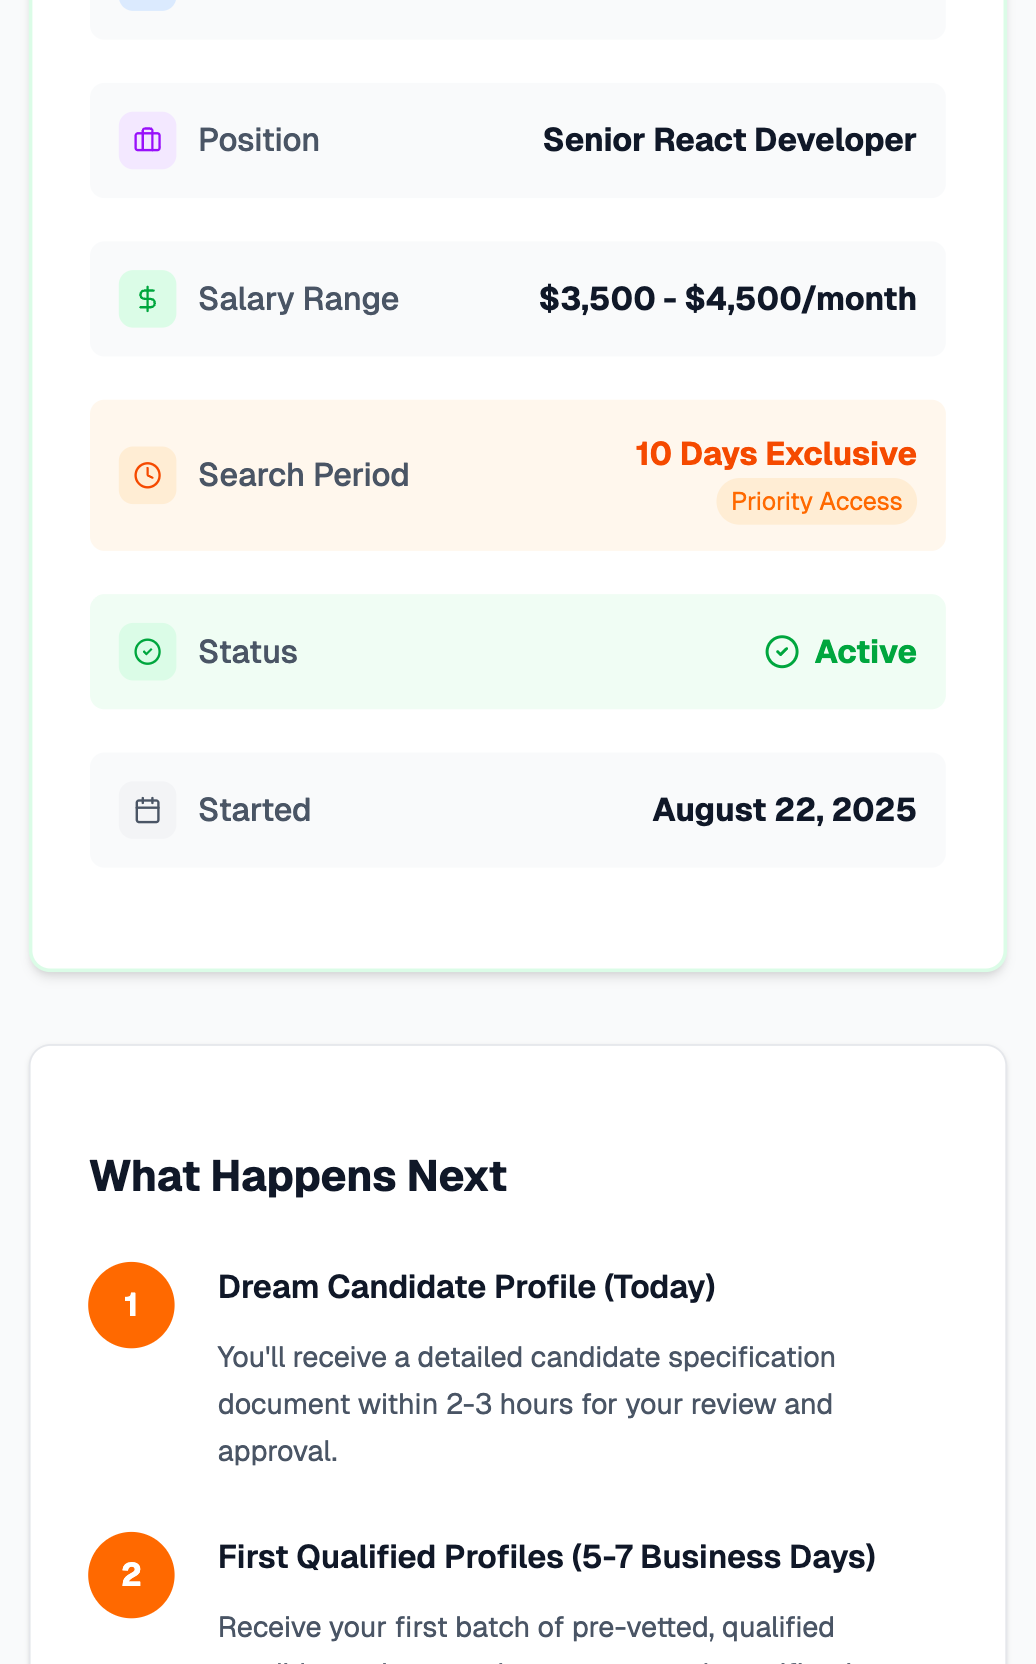 Position
Senior React Developer
Salary Range
$3,500 - $4,500/month
Search Period
10 Days Exclusive
Priority Access
Status
Active
Started
August 22, 2025
What Happens Next
1
Dream Candidate Profile (Today)
You'll receive a detailed candidate specification
document within 2-3 hours for your review and
approval.
2
First Qualified Profiles (5-7 Business Days)
Receive your first batch of pre-vetted, qualified